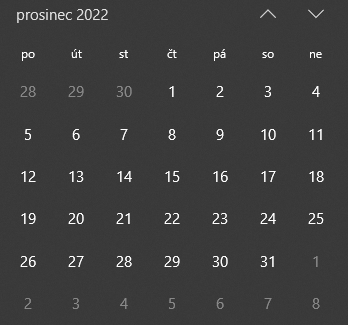 prosinec 2022
po út st čt pá so ne
28 29 30 1 2 3 4
5 6 7 8 9 10 11
12 13 14 15 16 17 18
19 20 21 22 23 24 25
26 27 28 29 30 31 1
2 3 4 5 6 7 8